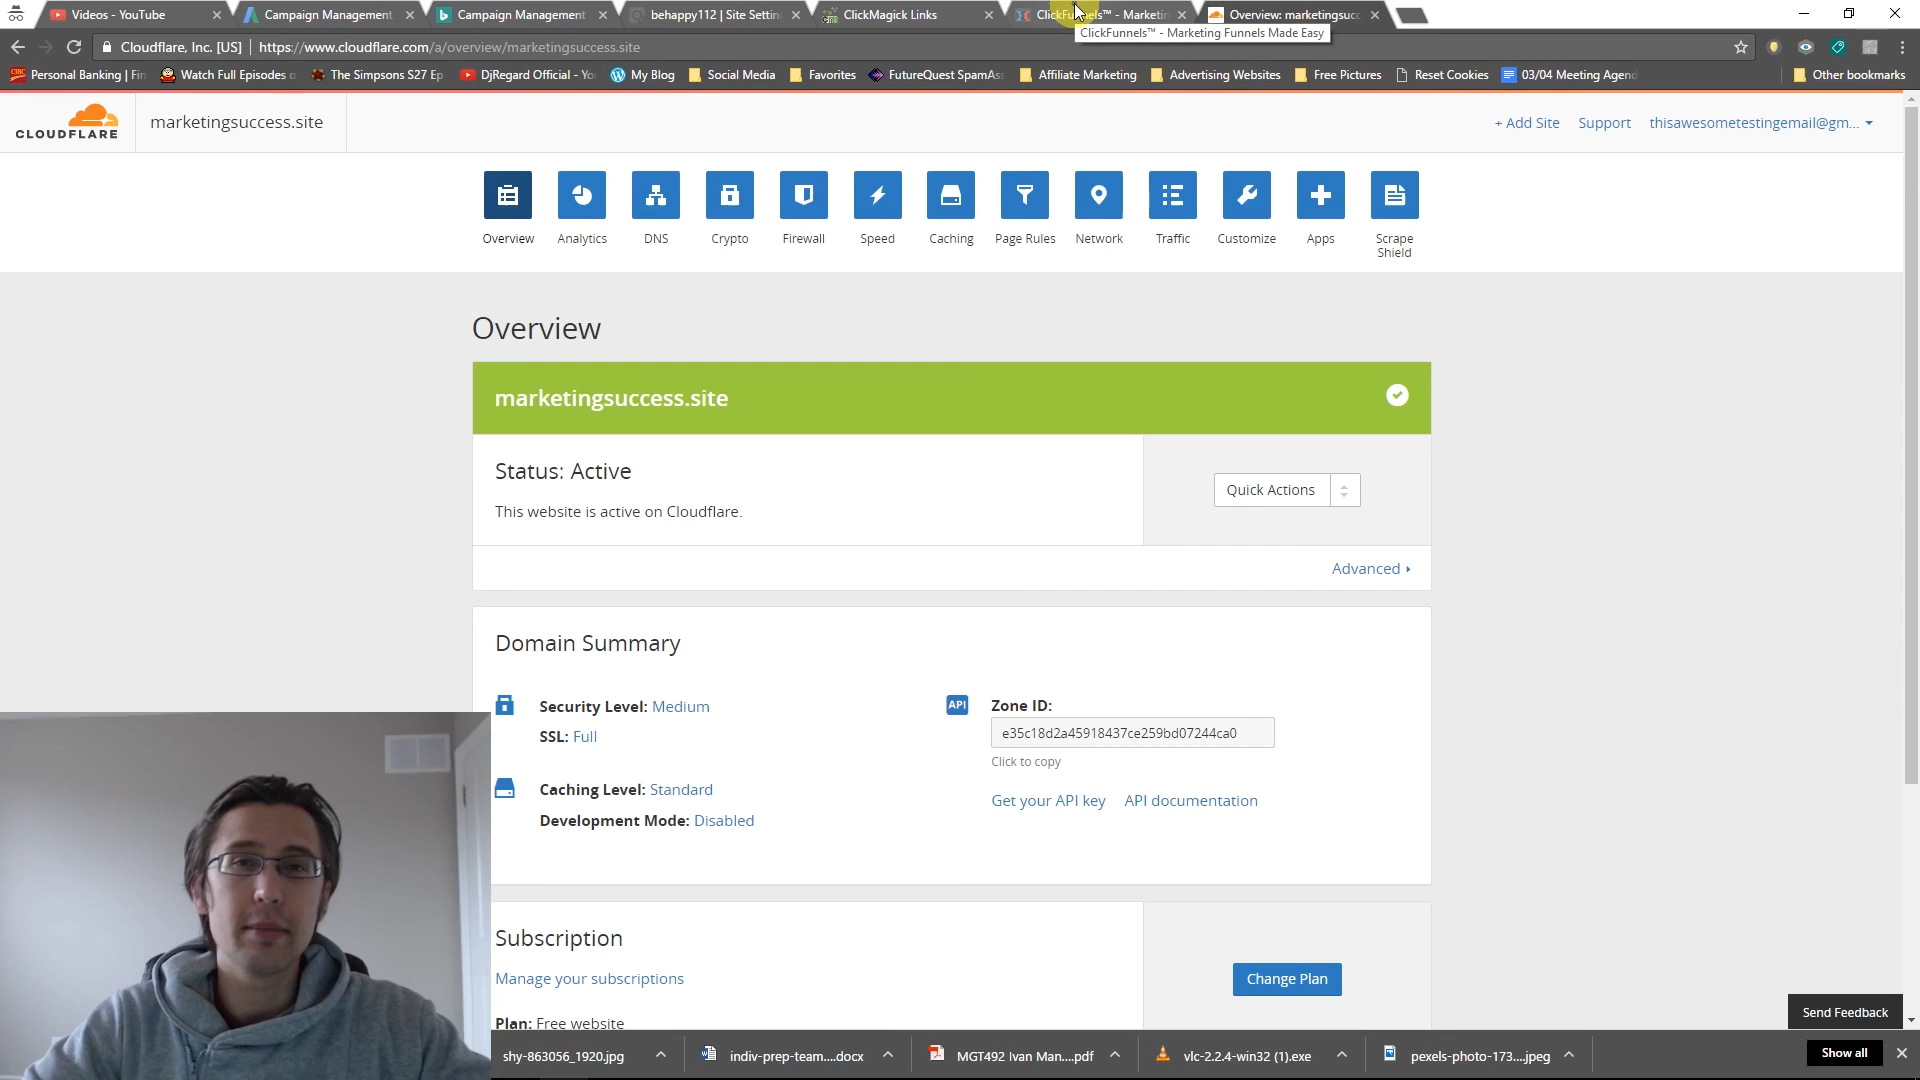 Videos - YouTube
Campaign Management
Campaign Management
behappy112 | Site Settin
ClickMagick Links
ClickFunnels™ - Marketin
Overview: marketingsucc
ClickFunnels™ - Marketing Funnels Made Easy
Cloudflare, Inc. [US] | https://www.cloudflare.com/a/overview/marketingsuccess.site
Personal Banking | Fin
Watch Full Episodes o
The Simpsons S27 Ep
DjRegard Official - Yo
My Blog
Social Media
Favorites
FutureQuest SpamAss
Affiliate Marketing
Advertising Websites
Free Pictures
Reset Cookies
03/04 Meeting Agend
Other bookmarks
CLOUDFLARE
marketingsuccess.site
+ Add Site
Support
thisawesometestingemail@gm...
Overview
Analytics
DNS
Crypto
Firewall
Speed
Caching
Page Rules
Network
Traffic
Customize
Apps
Scrape
Shield
Overview
marketingsuccess.site
Status: Active
This website is active on Cloudflare.
Quick Actions
Advanced
Domain Summary
Security Level: Medium
SSL: Full
Caching Level: Standard
Development Mode: Disabled
API
Zone ID:
e35c18d2a45918437ce259bd07244ca0
Click to copy
Get your API key
API documentation
Subscription
Manage your subscriptions
Plan: Free website
Change Plan
Send Feedback
shy-863056_1920.jpg
indiv-prep-team....docx
MGT492 Ivan Man....pdf
vlc-2.2.4-win32 (1).exe
pexels-photo-173....jpeg
Show all